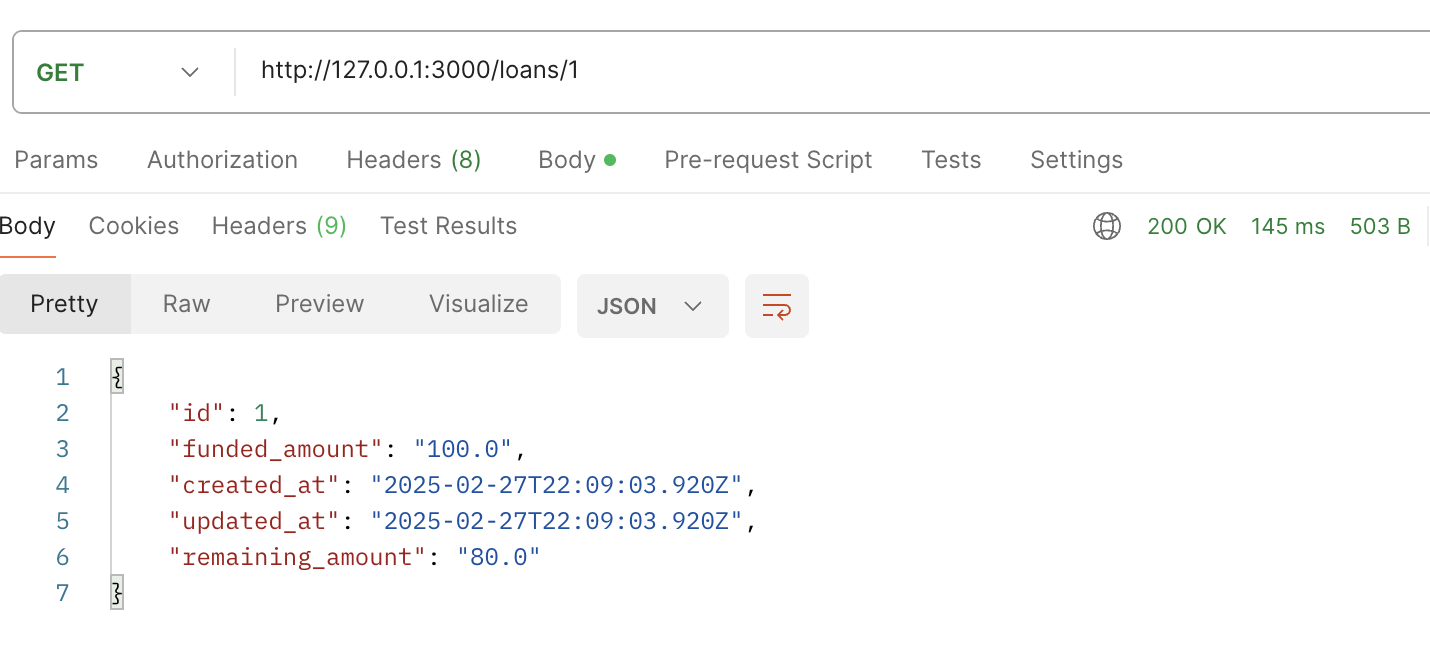 GET http://127.0.0.1:3000/loans/1
Params Authorization Headers (8) Body Pre-request Script Tests Settings
Body Cookies Headers (9) Test Results 200 OK 145 ms 503 B
Pretty Raw Preview Visualize JSON
1 {
2 "id": 1,
3 "funded_amount": "100.0",
4 "created_at": "2025-02-27T22:09:03.920Z",
5 "updated_at": "2025-02-27T22:09:03.920Z",
6 "remaining_amount": "80.0"
7 }